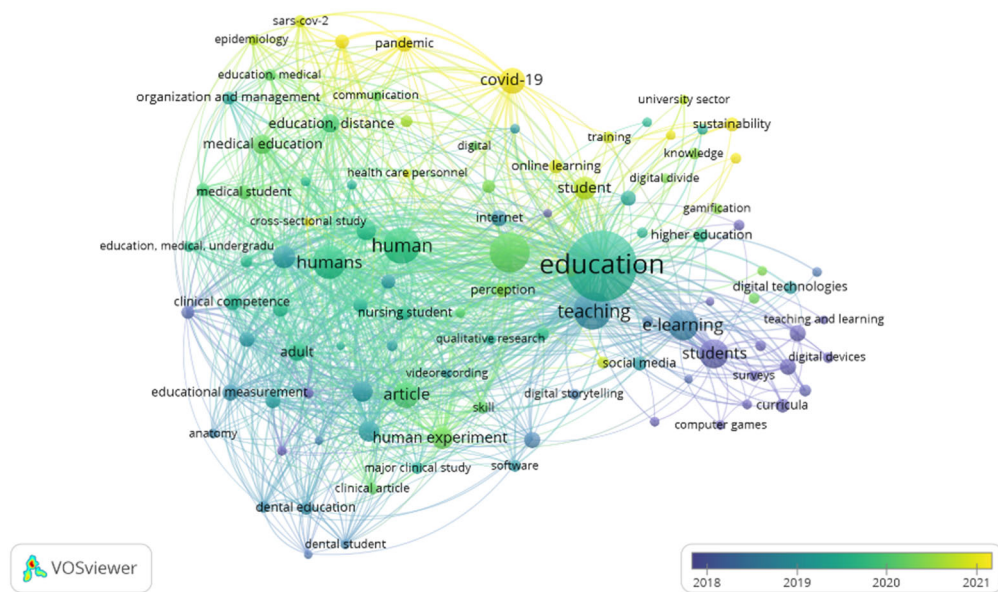 sars-cov-2
epidemiology
pandemic
education, medical
covid-19
organization and management
communication
university sector
education, distance
sustainability
medical education
digital
training
knowledge
online learning
health care personnel
digital divide
medical student
student
gamification
cross-sectional study
internet
higher education
education, medical, undergradu
human
humans
education
perception
digital technologies
clinical competence
nursing student
teaching
teaching and learning
e-learning
qualitative research
adult
students
digital devices
social media
videorecording
surveys
educational measurement
article
digital storytelling
skill
curricula
anatomy
human experiment
computer games
major clinical study
software
clinical article
dental education
dental student
VOSviewer
2018 2019 2020 2021